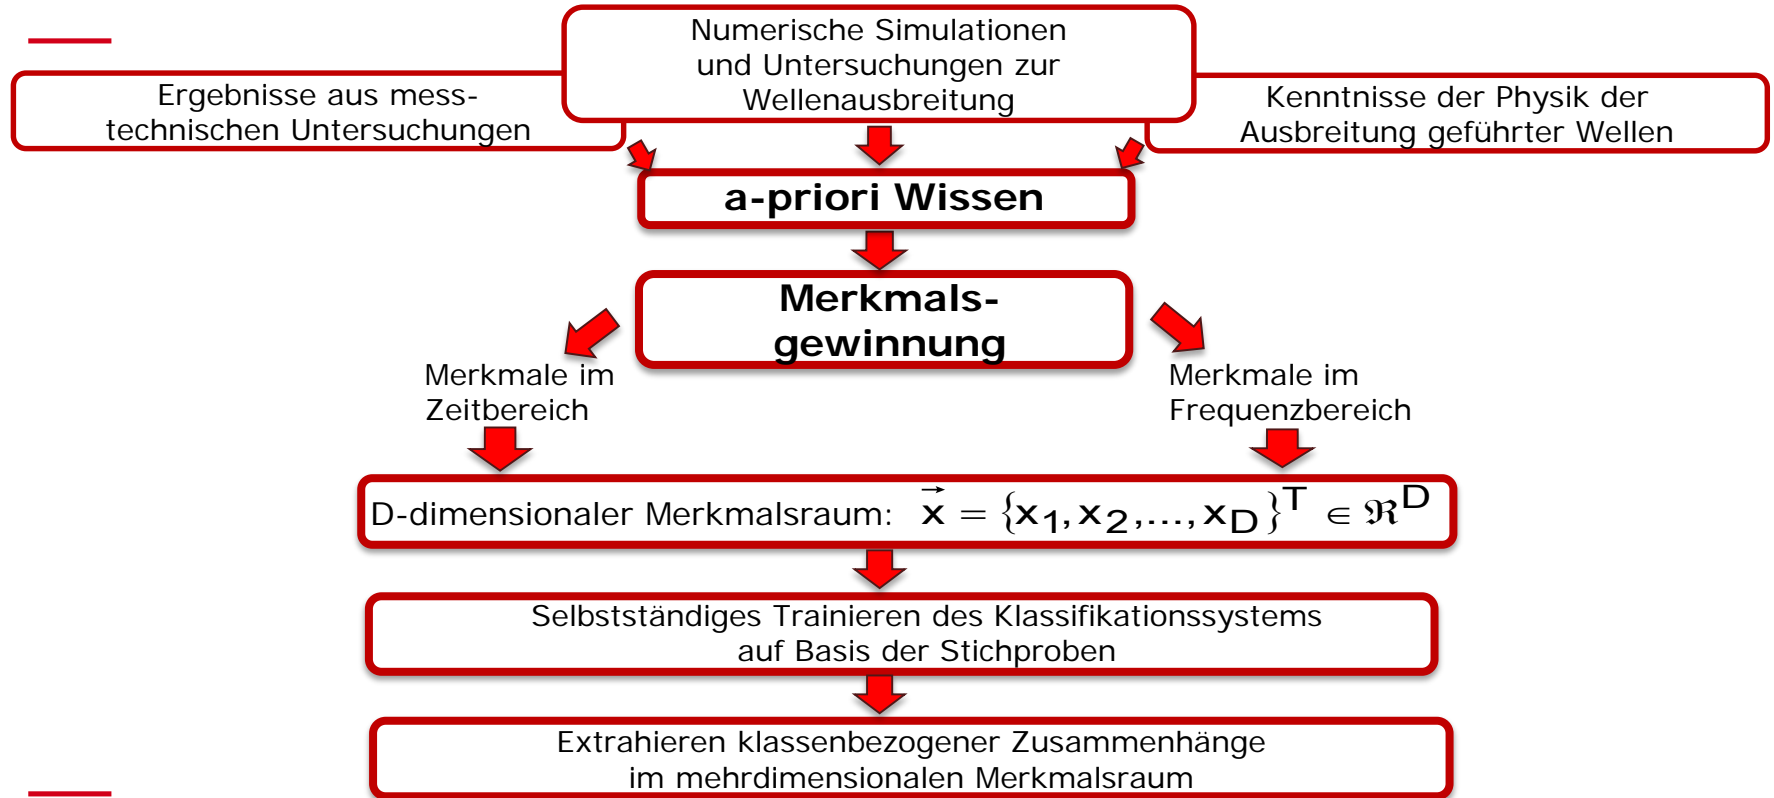 Numerische Simulationen
und Untersuchungen zur
Wellenausbreitung
Ergebnisse aus mess-
technischen Untersuchungen
Kenntnisse der Physik der
Ausbreitung geführter Wellen
a-priori Wissen
Merkmals-
gewinnung
Merkmale im
Zeitbereich
Merkmale im
Frequenzbereich
D-dimensionaler Merkmalsraum: x⃗ = {x₁, x₂, ..., x_D}ᵀ ∈ ℜᴰ
Selbstständiges Trainieren des Klassifikationssystems
auf Basis der Stichproben
Extrahieren klassenbezogener Zusammenhänge
im mehrdimensionalen Merkmalsraum